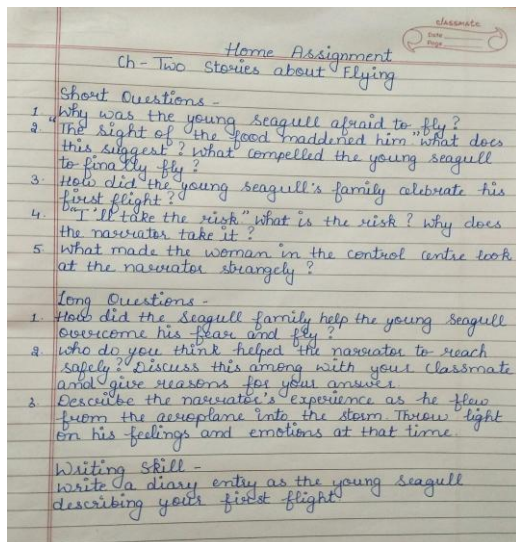 classmate
Date
Page
Home Assignment
Ch - Two Stories about Flying
Short Questions -
1. Why was the young seagull afraid to fly?
2. "The sight of the food maddened him." What does
this suggest? What compelled the young seagull
to finally fly?
3. How did the young seagull's family celebrate his
first flight?
4. "I'll take the risk" What is the risk? Why does
the narrator take it?
5. What made the woman in the control centre look
at the narrator strangely?
Long Questions -
1. How did the seagull family help the young seagull
overcome his fear and fly?
2. Who do you think helped the narrator to reach
safely? Discuss this among with your classmate
and give reasons for your answer.
3. Describe the narrator's experience as he flew
from the aeroplane into the storm. Throw light
on his feelings and emotions at that time.
Writing Skill -
Write a diary entry as the young seagull
describing your first flight.